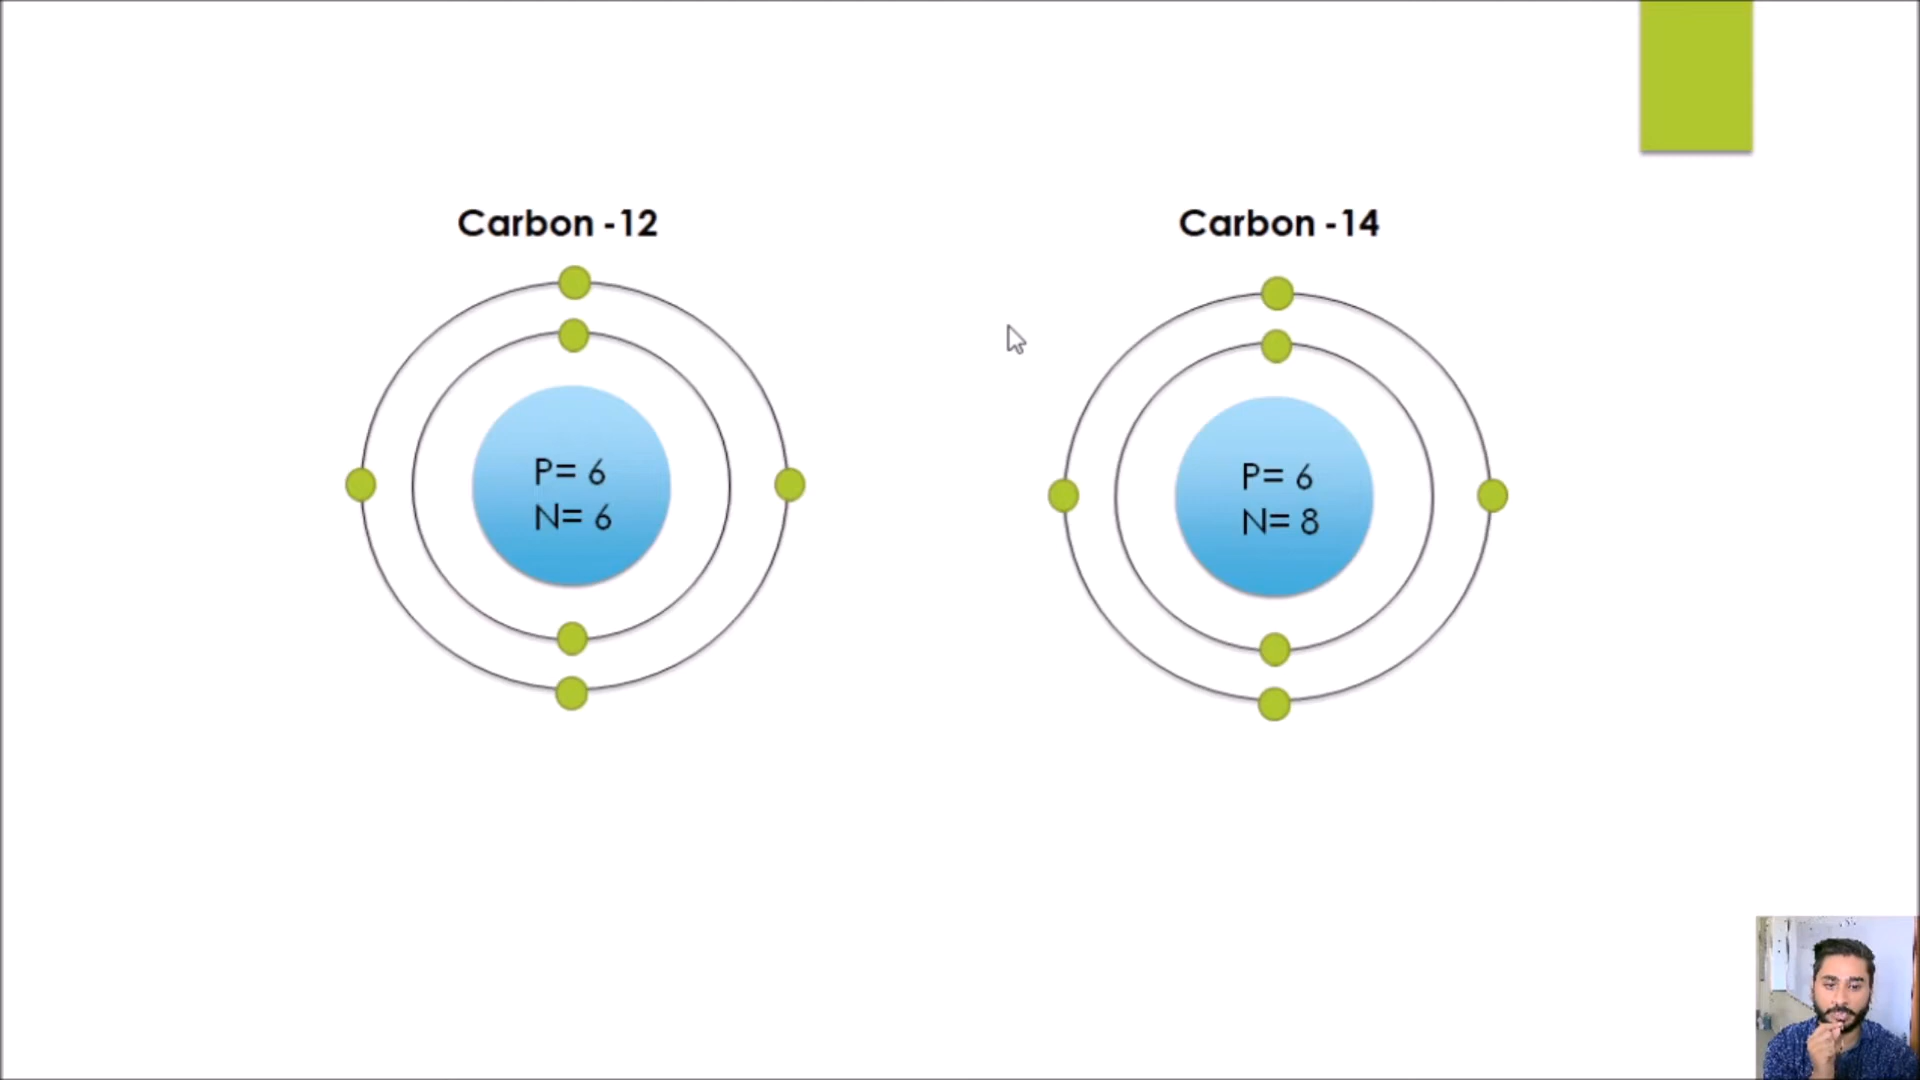 Carbon -12
Carbon -14
P= 6
N= 6
P= 6
N= 8